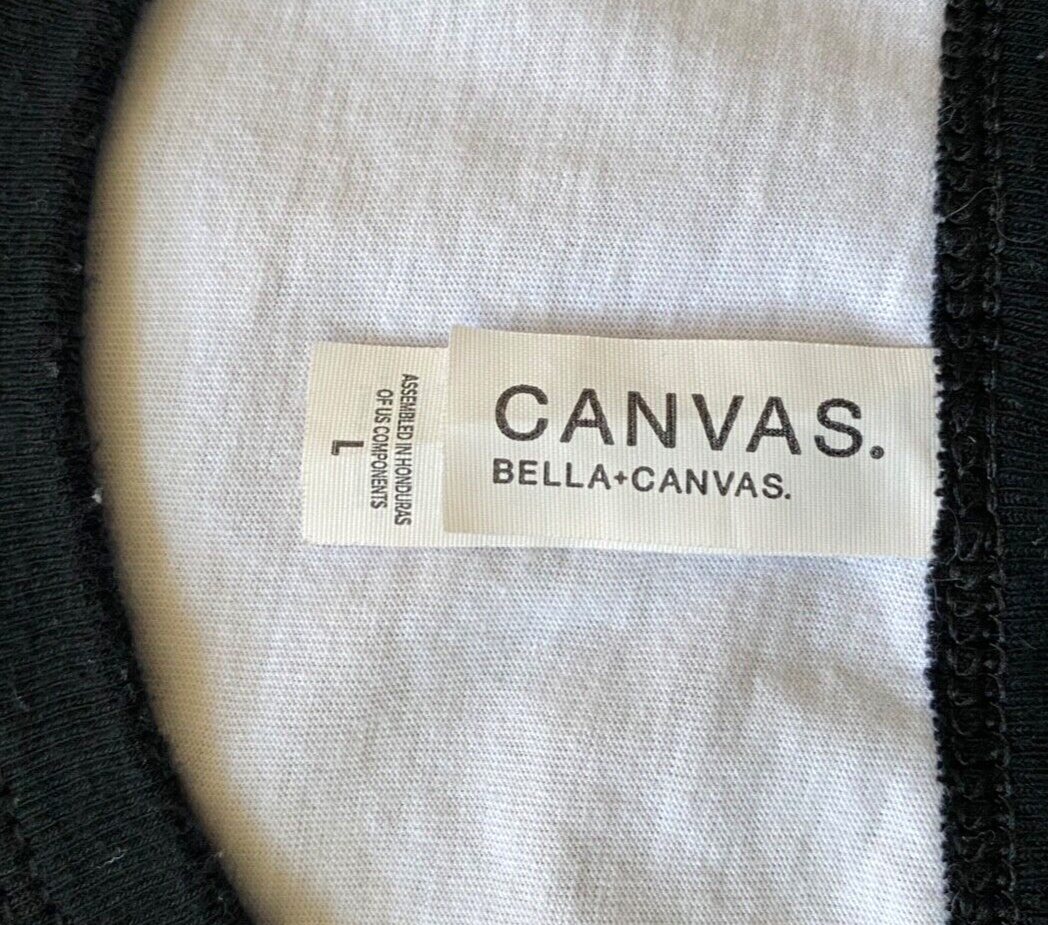 CANVAS.
BELLA+CANVAS.
ASSEMBLED IN HONDURAS
OF US COMPONENTS
L